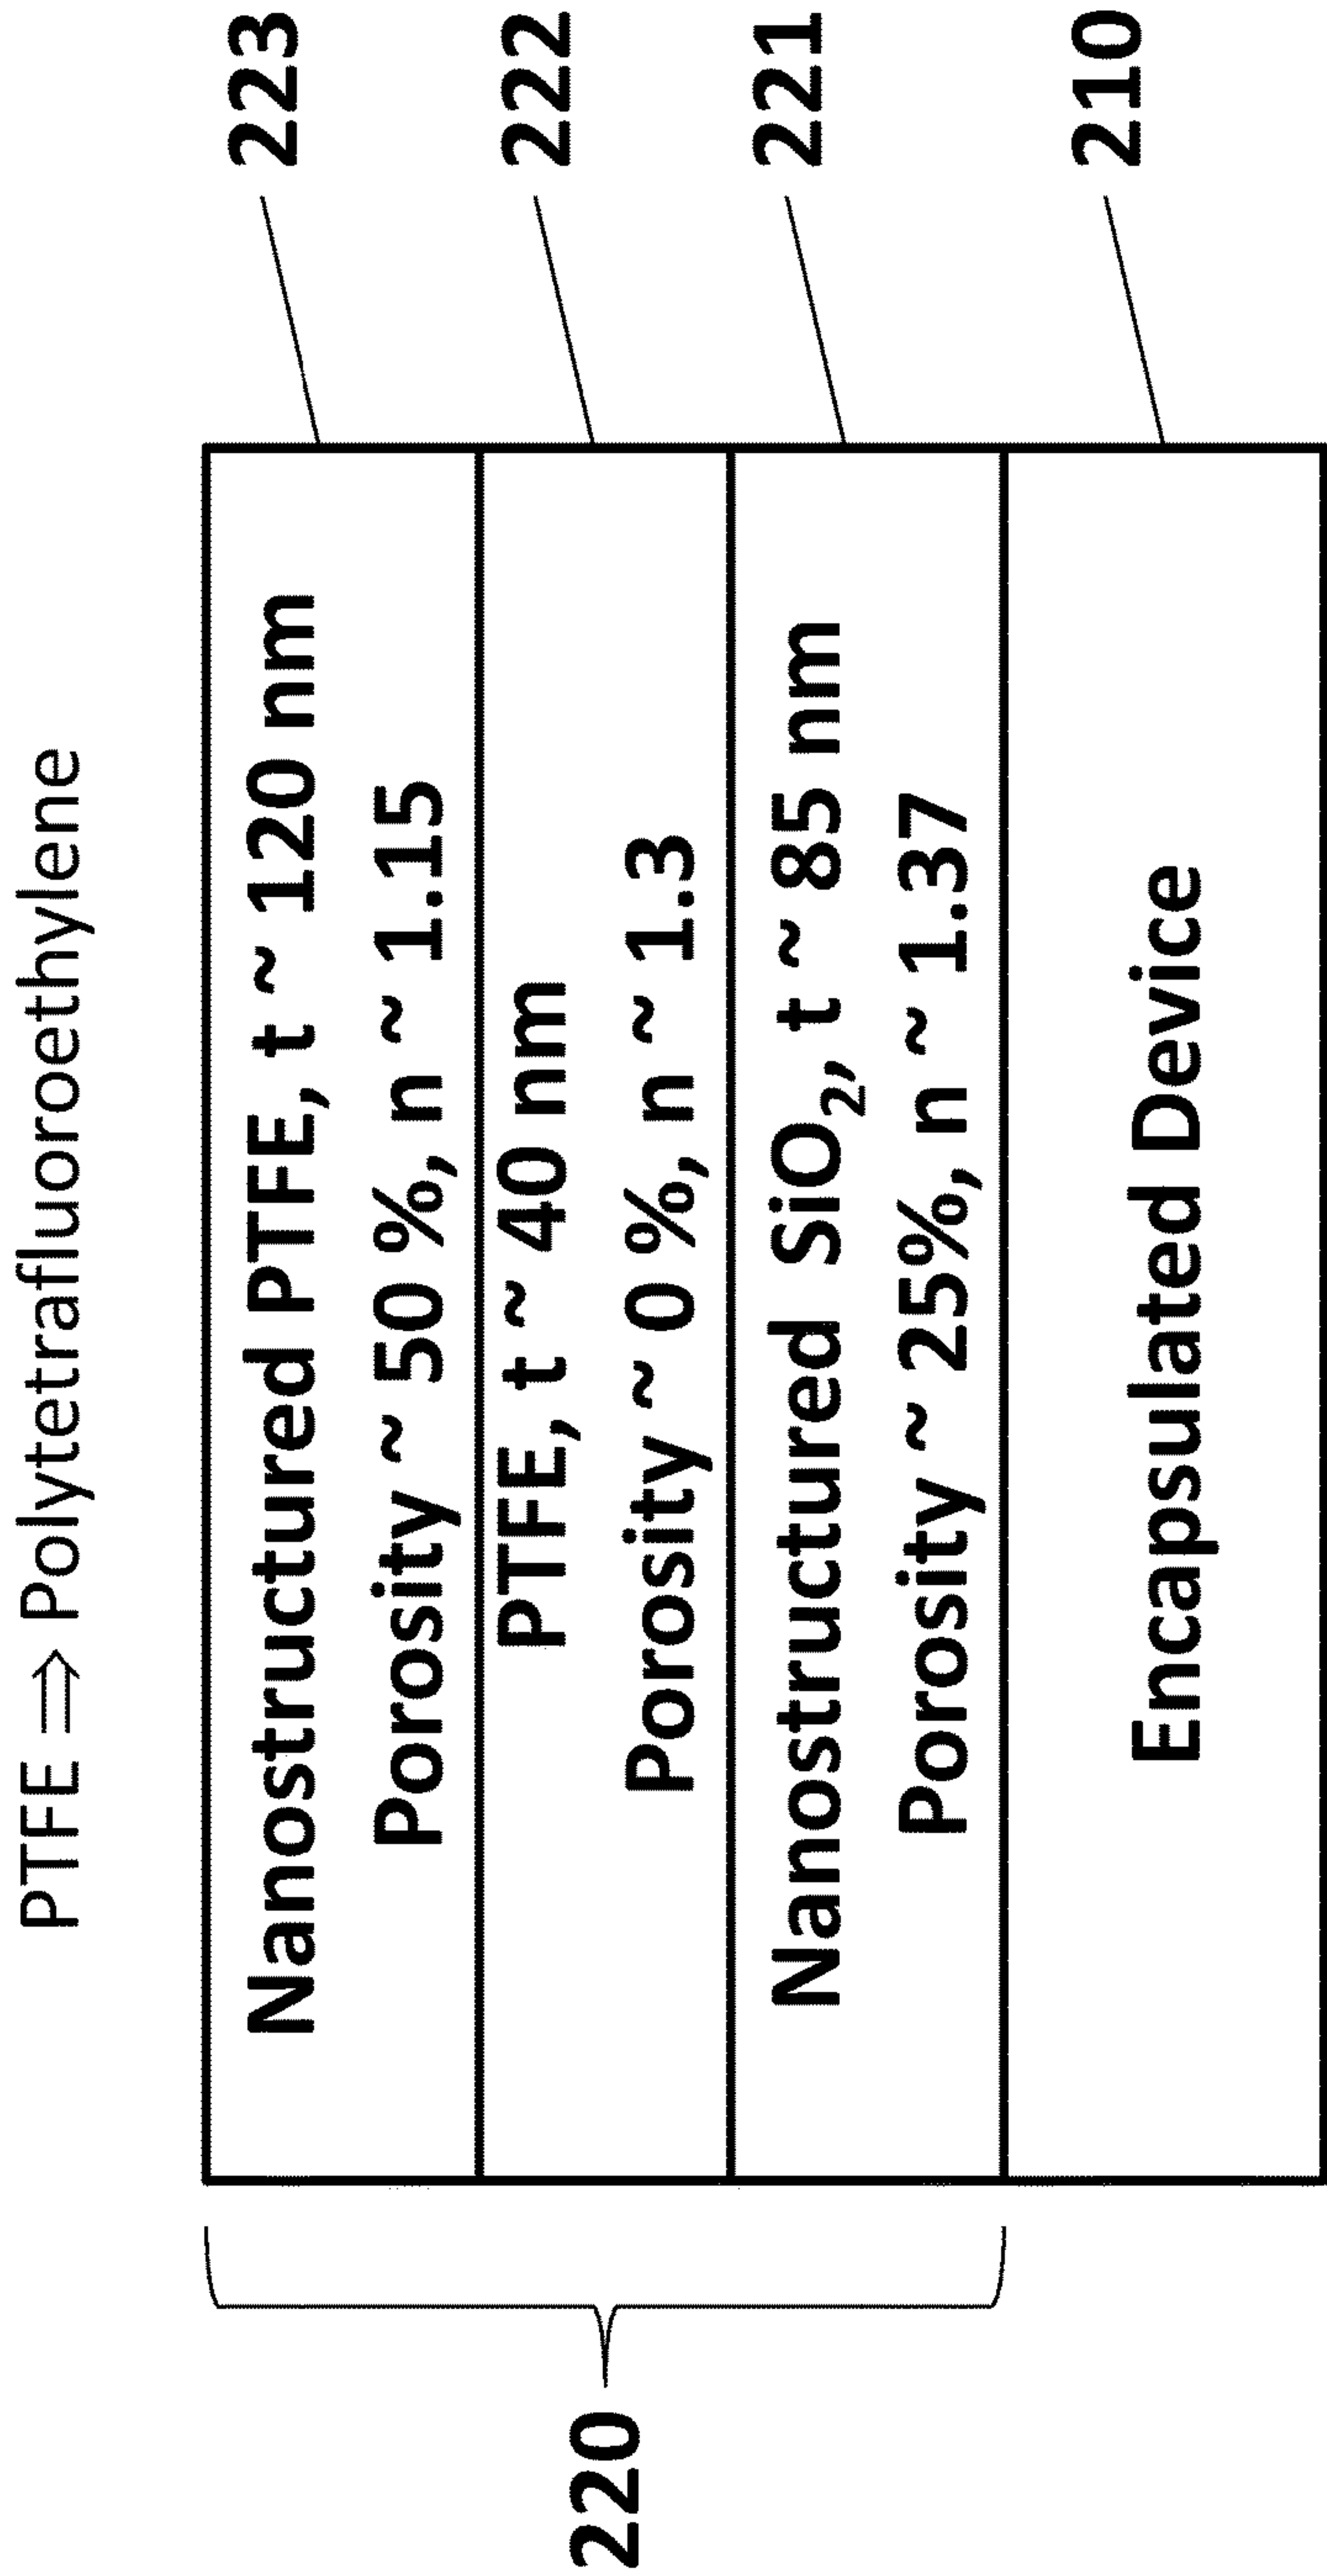 PTFE ⇒ Polytetrafluoroethylene
Nanostructured PTFE, t ~ 120 nm
Porosity ~ 50 %, n ~ 1.15
223
PTFE, t ~ 40 nm
Porosity ~ 0 %, n ~ 1.3
222
220
Nanostructured SiO₂, t ~ 85 nm
Porosity ~ 25%, n ~ 1.37
221
Encapsulated Device
210